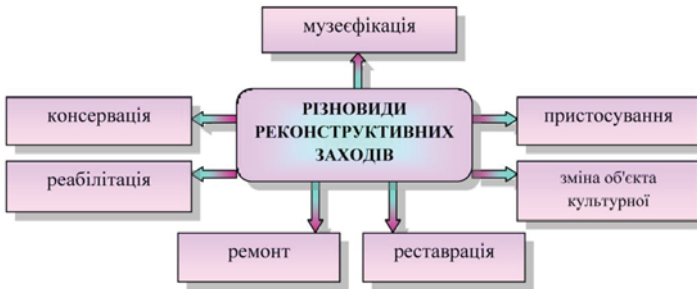 музеєфікація
консервація
РІЗНОВИДИ
РЕКОНСТРУКТИВНИХ
ЗАХОДІВ
пристосування
реабілітація
зміна об'єкта
культурної
ремонт
реставрація